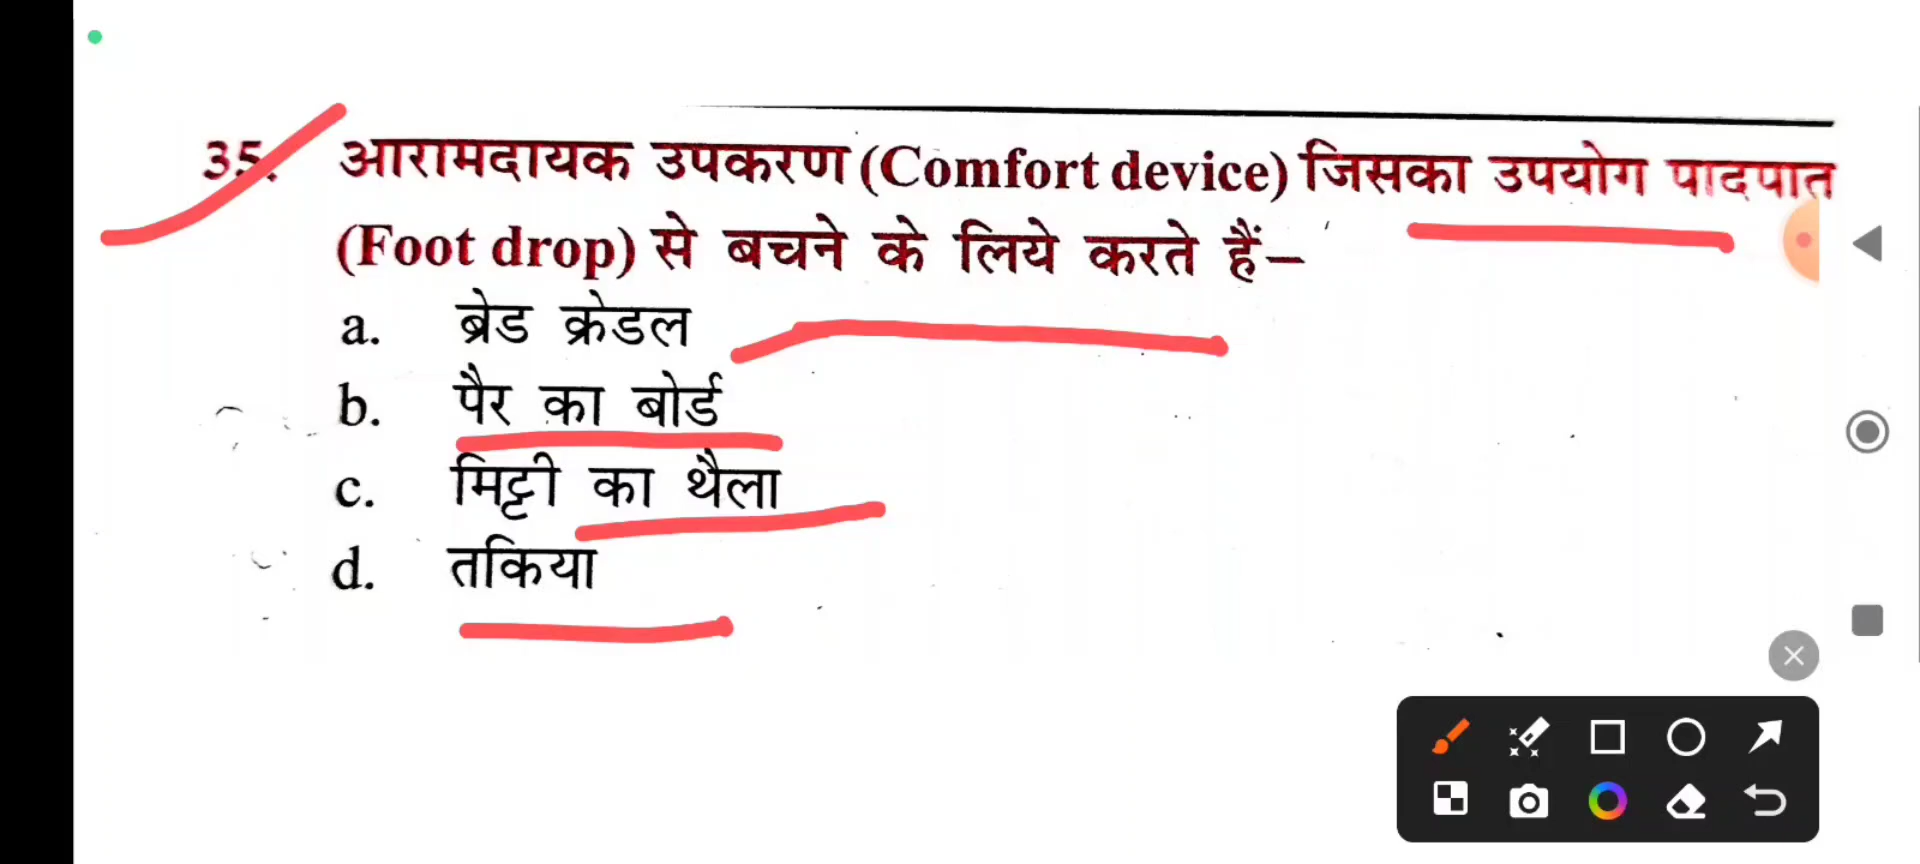 35. आरामदायक उपकरण (Comfort device) जिसका उपयोग पादपात
(Foot drop) से बचने के लिये करते हैं–
a. ब्रेड क्रेडल
b. पैर का बोर्ड
c. मिट्टी का थैला
d. तकिया